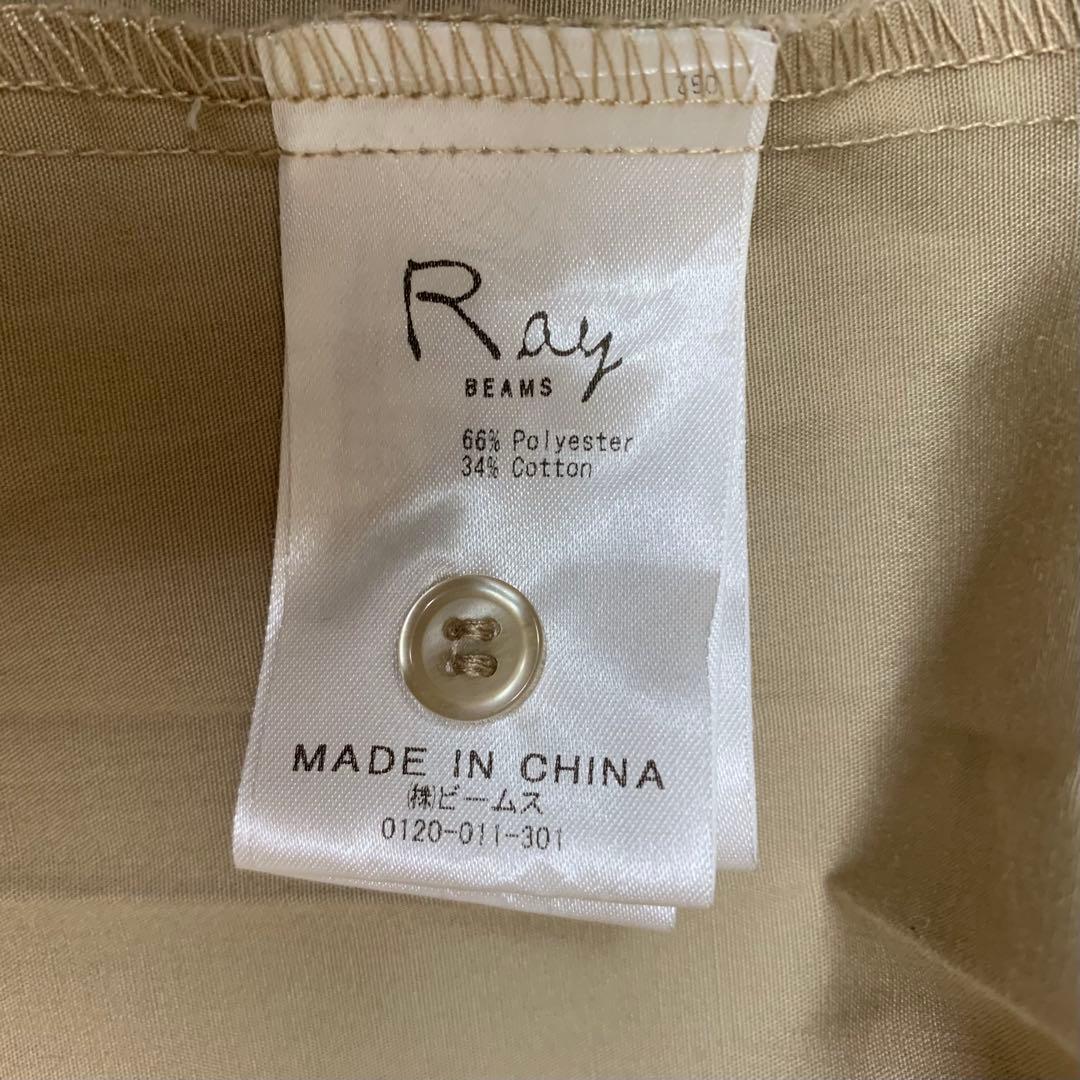 Ray
BEAMS
66% Polyester
34% Cotton
MADE IN CHINA
㈱ビームス
0120-011-301